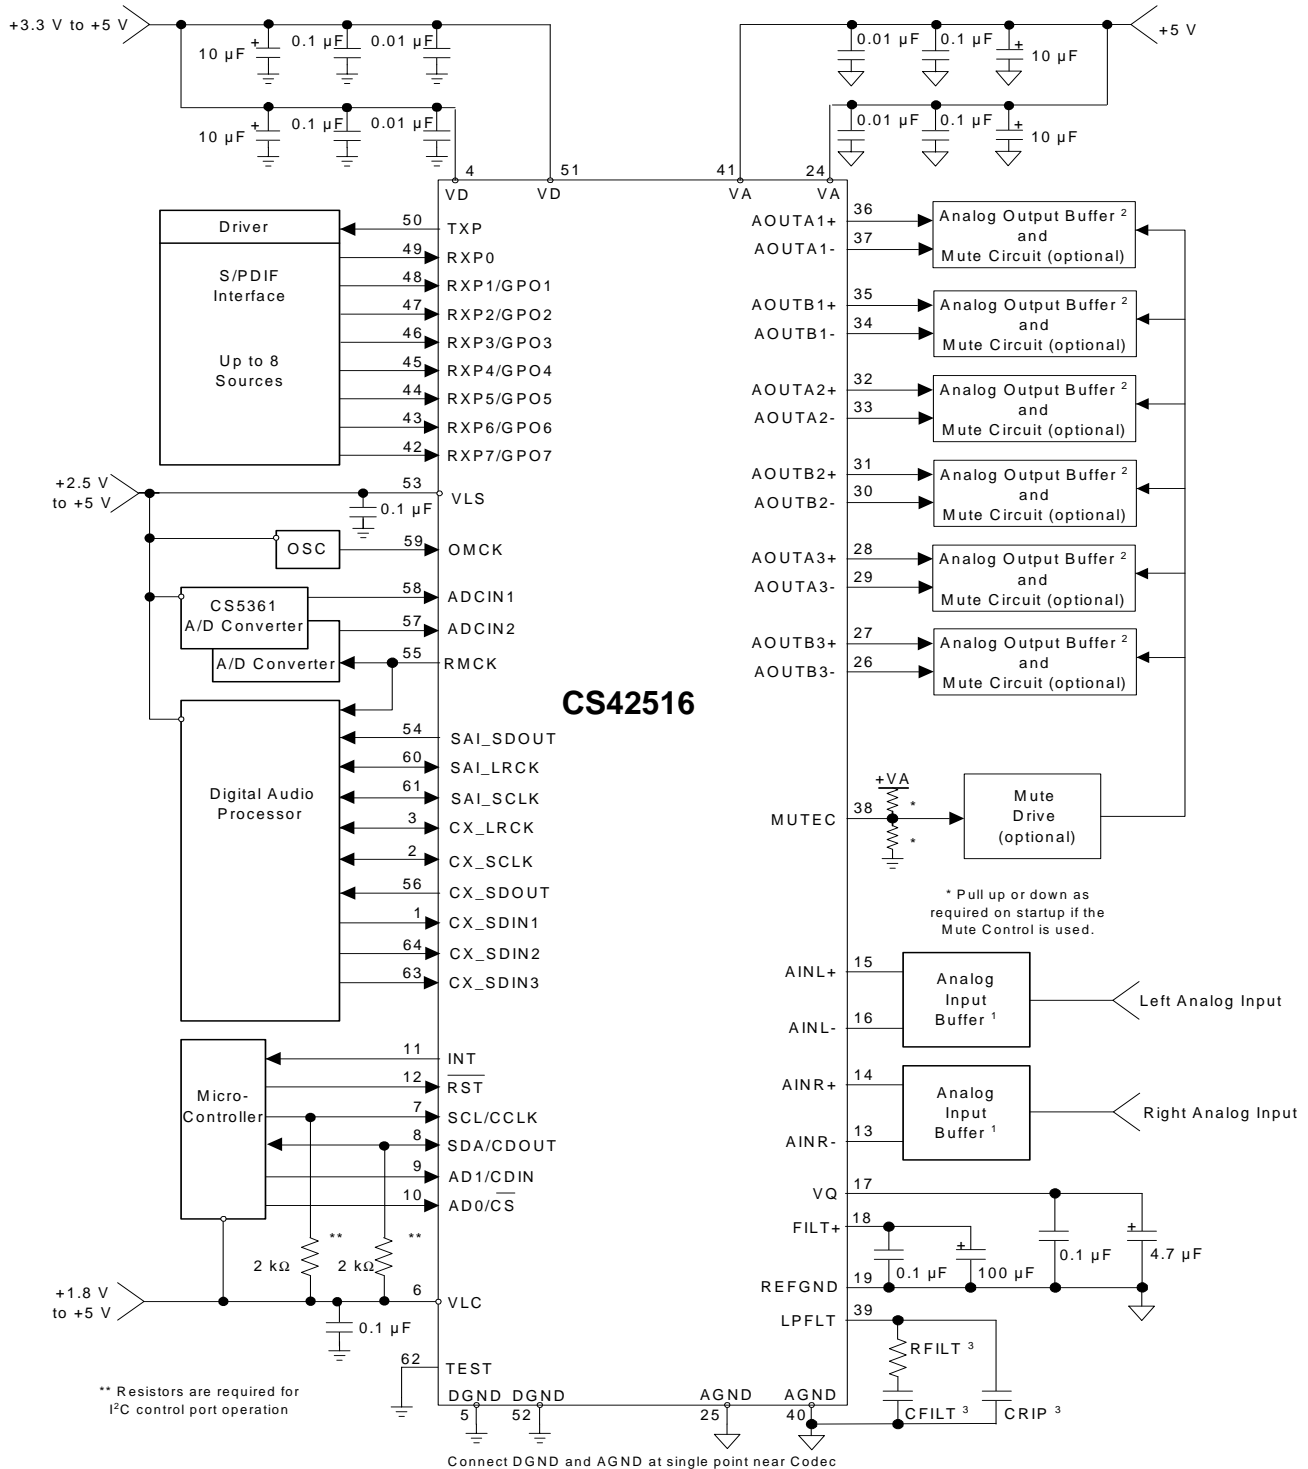 +3.3 V to +5 V
10 µF
+
0.1 µF
0.01 µF
0.01 µF
0.1 µF
+
10 µF
+5 V
10 µF
+
0.1 µF
0.01 µF
0.01 µF
0.1 µF
+
10 µF
4
51
41
24
VD
VD
VA
VA
Driver
S/PDIF
Interface
Up to 8
Sources
50
TXP
49
RXP0
48
RXP1/GPO1
47
RXP2/GPO2
46
RXP3/GPO3
45
RXP4/GPO4
44
RXP5/GPO5
43
RXP6/GPO6
42
RXP7/GPO7
+2.5 V
to +5 V
53
VLS
0.1 µF
OSC
59
OMCK
CS5361
A/D Converter
58
ADCIN1
57
ADCIN2
A/D Converter
55
RMCK
CS42516
Digital Audio
Processor
54
SAI_SDOUT
60
SAI_LRCK
61
SAI_SCLK
3
CX_LRCK
2
CX_SCLK
56
CX_SDOUT
1
CX_SDIN1
64
CX_SDIN2
63
CX_SDIN3
Micro-
Controller
11
INT
12
RST
7
SCL/CCLK
8
SDA/CDOUT
9
AD1/CDIN
10
AD0/CS
**
2 kΩ
**
2 kΩ
+1.8 V
to +5 V
6
VLC
0.1 µF
62
TEST
** Resistors are required for
I²C control port operation
DGND
DGND
AGND
AGND
5
52
25
40
Connect DGND and AGND at single point near Codec
AOUTA1+
36
AOUTA1-
37
Analog Output Buffer ²
and
Mute Circuit (optional)
AOUTB1+
35
AOUTB1-
34
Analog Output Buffer ²
and
Mute Circuit (optional)
AOUTA2+
32
AOUTA2-
33
Analog Output Buffer ²
and
Mute Circuit (optional)
AOUTB2+
31
AOUTB2-
30
Analog Output Buffer ²
and
Mute Circuit (optional)
AOUTA3+
28
AOUTA3-
29
Analog Output Buffer ²
and
Mute Circuit (optional)
AOUTB3+
27
AOUTB3-
26
Analog Output Buffer ²
and
Mute Circuit (optional)
+VA
*
*
MUTEC
38
Mute
Drive
(optional)
* Pull up or down as
required on startup if the
Mute Control is used.
AINL+
15
AINL-
16
Analog
Input
Buffer ¹
Left Analog Input
AINR+
14
AINR-
13
Analog
Input
Buffer ¹
Right Analog Input
VQ
17
FILT+
18
0.1 µF
+
100 µF
0.1 µF
+
4.7 µF
REFGND
19
LPFLT
39
RFILT ³
CFILT ³
CRIP ³